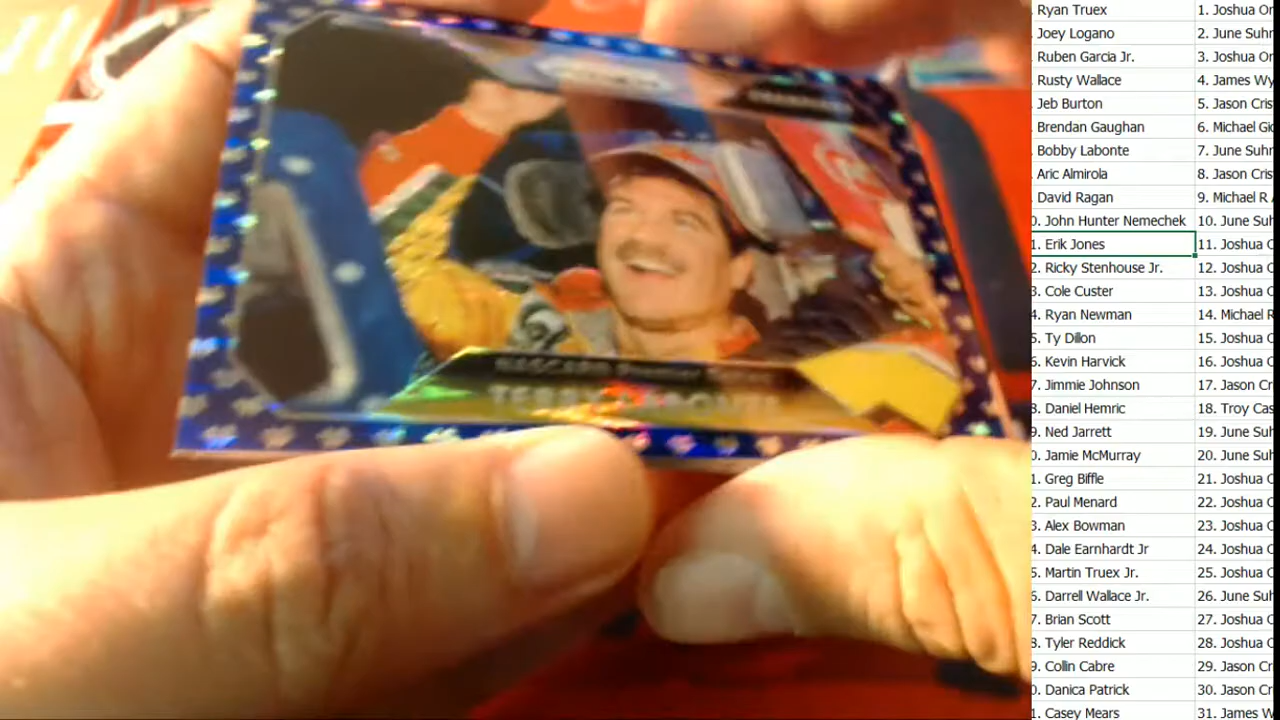 TERRY LABONTE
Ryan Truex 1. Joshua Or
Joey Logano 2. June Suhr
Ruben Garcia Jr. 3. Joshua Or
Rusty Wallace 4. James Wy
Jeb Burton 5. Jason Cris
Brendan Gaughan 6. Michael Gio
Bobby Labonte 7. June Suhr
Aric Almirola 8. Jason Cris
David Ragan 9. Michael R
0. John Hunter Nemechek 10. June Suh
1. Erik Jones 11. Joshua C
2. Ricky Stenhouse Jr. 12. Joshua C
3. Cole Custer 13. Joshua C
4. Ryan Newman 14. Michael R
5. Ty Dillon 15. Joshua C
6. Kevin Harvick 16. Joshua C
7. Jimmie Johnson 17. Jason Cr
8. Daniel Hemric 18. Troy Cas
9. Ned Jarrett 19. June Suh
0. Jamie McMurray 20. June Suh
1. Greg Biffle 21. Joshua C
2. Paul Menard 22. Joshua C
3. Alex Bowman 23. Joshua C
4. Dale Earnhardt Jr 24. Joshua C
5. Martin Truex Jr. 25. Joshua C
6. Darrell Wallace Jr. 26. June Suh
7. Brian Scott 27. Joshua C
8. Tyler Reddick 28. Joshua C
9. Colin Cabre 29. Jason Cr
0. Danica Patrick 30. Jason Cr
1. Casey Mears 31. James W